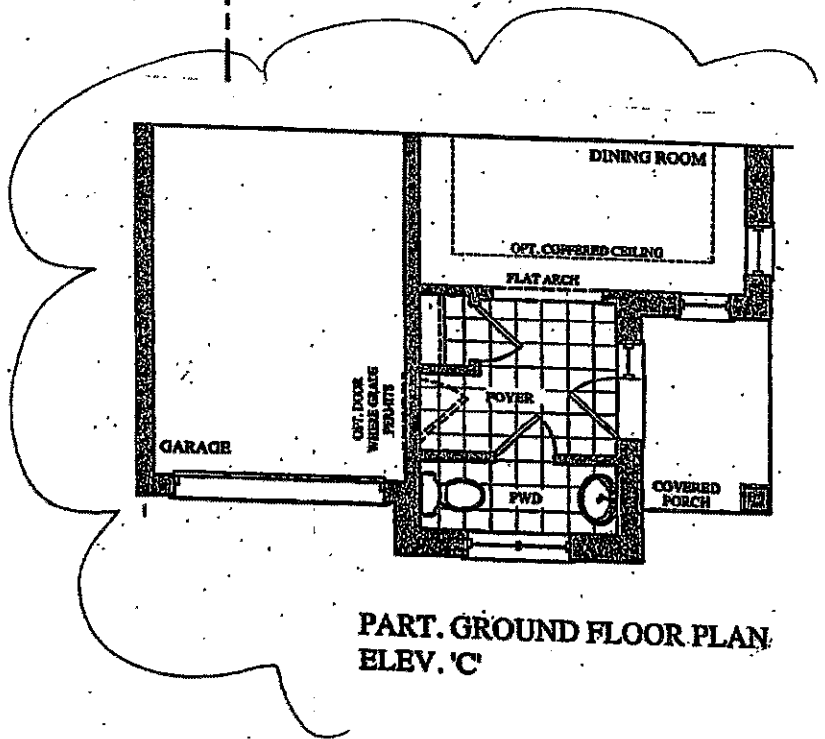 DINING ROOM
OPT. COFFERED CEILING
FLAT ARCH
OPT. DOOR
WHERE GRADE
PERMITS
FOYER
GARAGE
PWD
COVERED
PORCH
PART. GROUND FLOOR PLAN
ELEV. 'C'